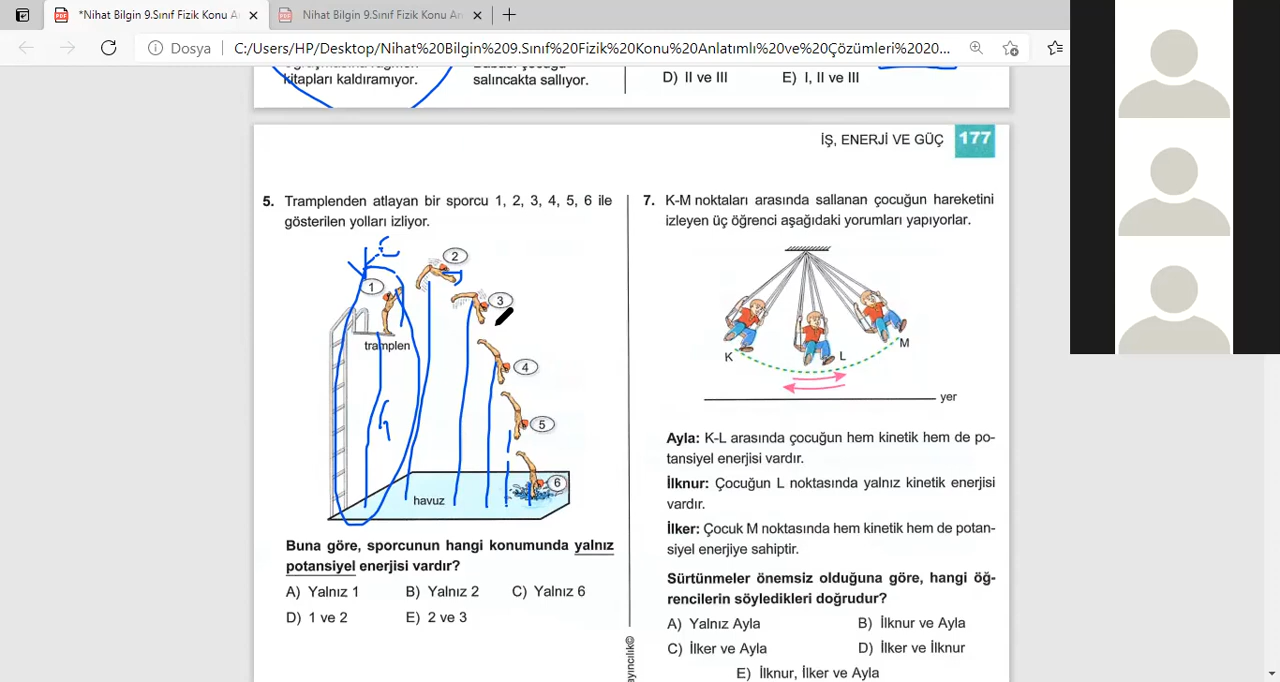 *Nihat Bilgin 9.Sınıf Fizik Konu A
Nihat Bilgin 9.Sınıf Fizik Konu An
Dosya
C:/Users/HP/Desktop/Nihat%20Bilgin%209.Sınıf%20Fizik%20Konu%20Anlatımlı%20ve%20Çözümleri%2020...
kitapları kaldıramıyor.
salıncakta sallıyor.
D) II ve III
E) I, II ve III
İŞ, ENERJİ VE GÜÇ 177
5. Tramplenden atlayan bir sporcu 1, 2, 3, 4, 5, 6 ile
gösterilen yolları izliyor.
1
2
3
tramplen
4
5
6
havuz
Buna göre, sporcunun hangi konumunda yalnız
potansiyel enerjisi vardır?
A) Yalnız 1
B) Yalnız 2
C) Yalnız 6
D) 1 ve 2
E) 2 ve 3
7. K-M noktaları arasında sallanan çocuğun hareketini
izleyen üç öğrenci aşağıdaki yorumları yapıyorlar.
K
L
M
yer
Ayla: K-L arasında çocuğun hem kinetik hem de po-
tansiyel enerjisi vardır.
İlknur: Çocuğun L noktasında yalnız kinetik enerjisi
vardır.
İlker: Çocuk M noktasında hem kinetik hem de potan-
siyel enerjiye sahiptir.
Sürtünmeler önemsiz olduğuna göre, hangi öğ-
rencilerin söyledikleri doğrudur?
A) Yalnız Ayla
B) İlknur ve Ayla
C) İlker ve Ayla
D) İlker ve İlknur
E) İlknur, İlker ve Ayla